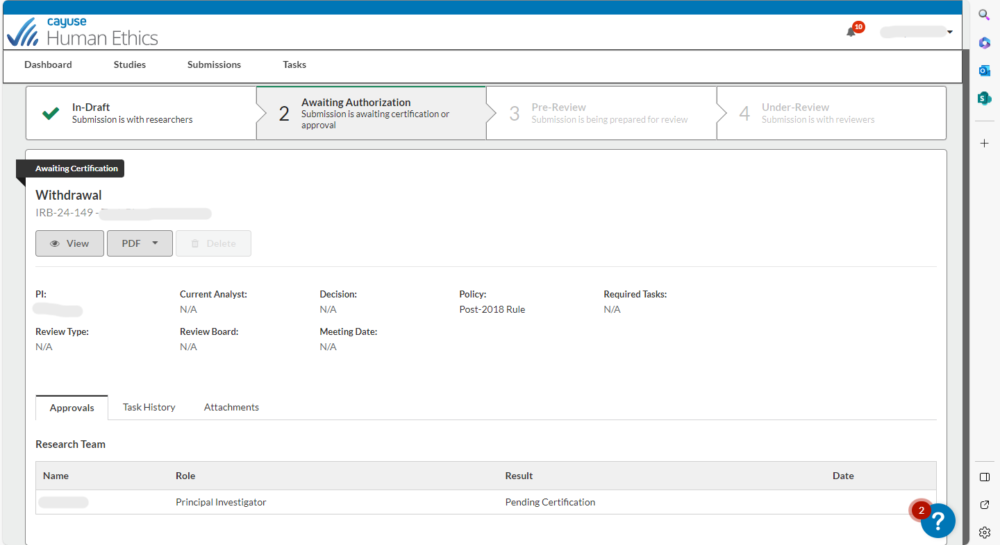 cayuse
Human Ethics
10
Dashboard Studies Submissions Tasks
In-Draft
Submission is with researchers
2
Awaiting Authorization
Submission is awaiting certification or
approval
3
Pre-Review
Submission is being prepared for review
4
Under-Review
Submission is with reviewers
Awaiting Certification
Withdrawal
IRB-24-149 -
View PDF Delete
PI: Current Analyst: Decision: Policy: Required Tasks:
N/A N/A Post-2018 Rule N/A
Review Type: Review Board: Meeting Date:
N/A N/A N/A
Approvals Task History Attachments
Research Team
Name Role Result Date
Principal Investigator Pending Certification
2
?